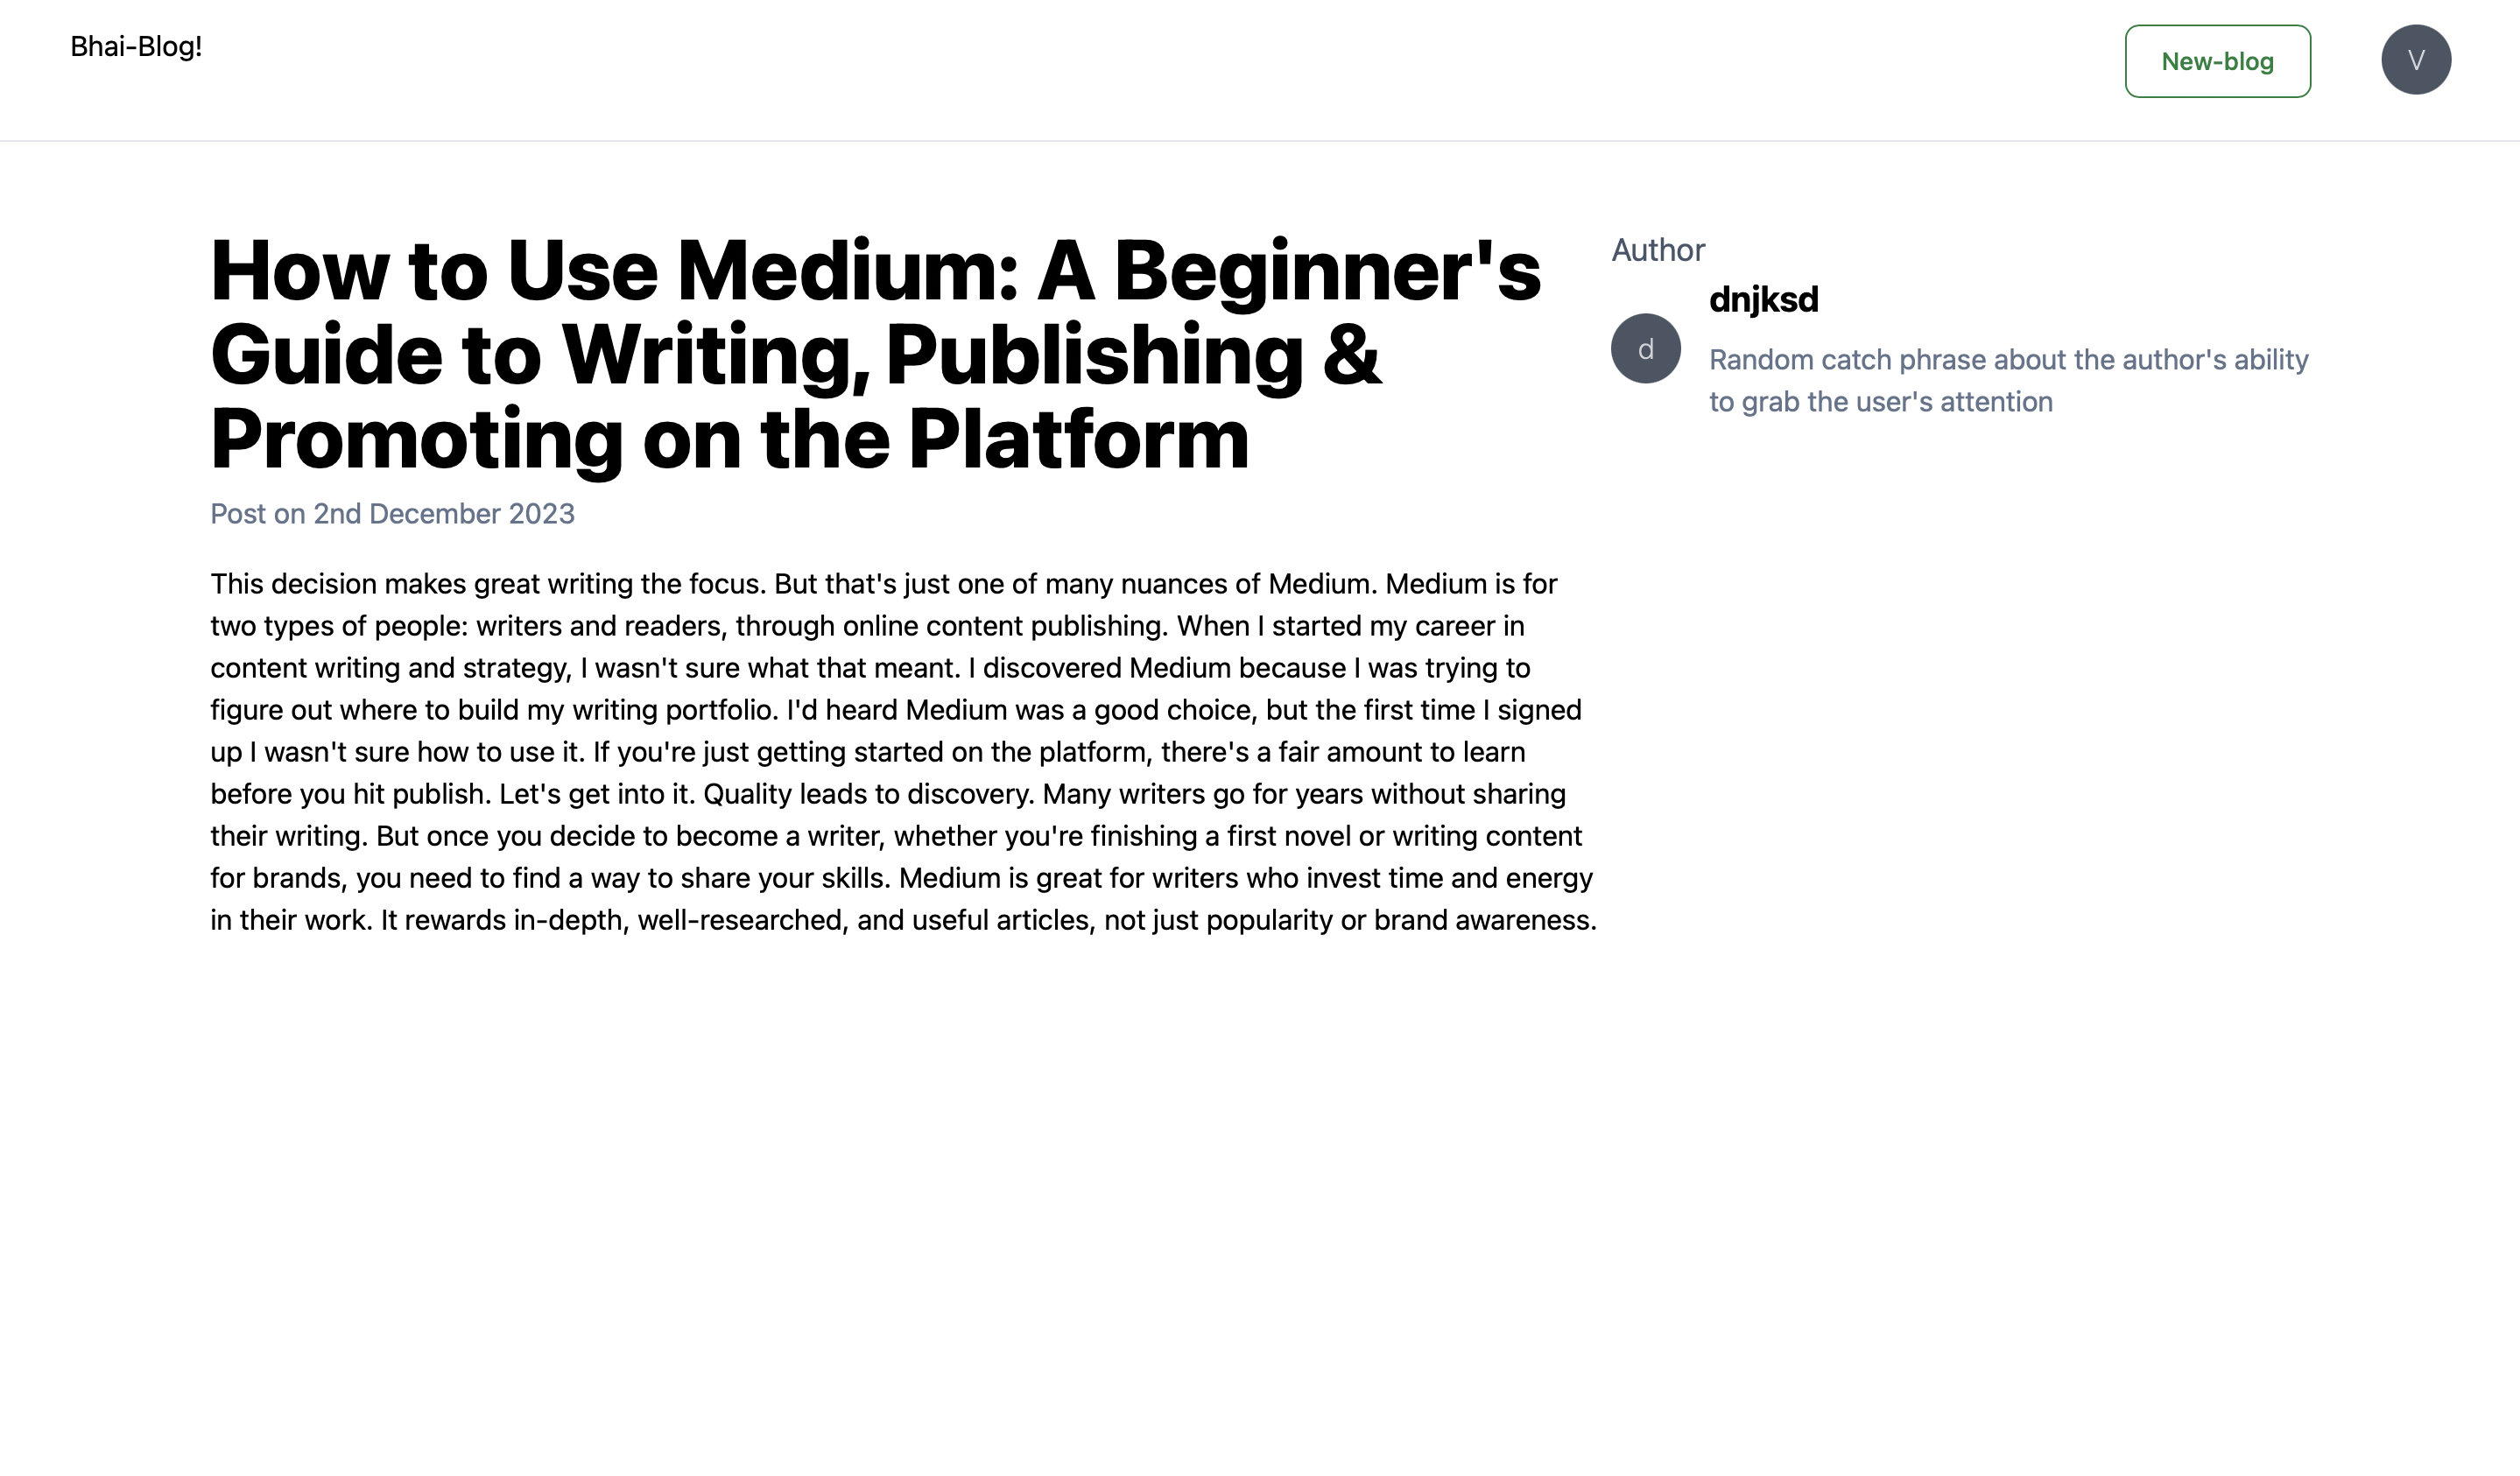 Bhai-Blog!
New-blog
V
How to Use Medium: A Beginner's
Guide to Writing, Publishing &
Promoting on the Platform
Post on 2nd December 2023
This decision makes great writing the focus. But that's just one of many nuances of Medium. Medium is for
two types of people: writers and readers, through online content publishing. When I started my career in
content writing and strategy, I wasn't sure what that meant. I discovered Medium because I was trying to
figure out where to build my writing portfolio. I'd heard Medium was a good choice, but the first time I signed
up I wasn't sure how to use it. If you're just getting started on the platform, there's a fair amount to learn
before you hit publish. Let's get into it. Quality leads to discovery. Many writers go for years without sharing
their writing. But once you decide to become a writer, whether you're finishing a first novel or writing content
for brands, you need to find a way to share your skills. Medium is great for writers who invest time and energy
in their work. It rewards in-depth, well-researched, and useful articles, not just popularity or brand awareness.
Author
d
dnjksd
Random catch phrase about the author's ability
to grab the user's attention